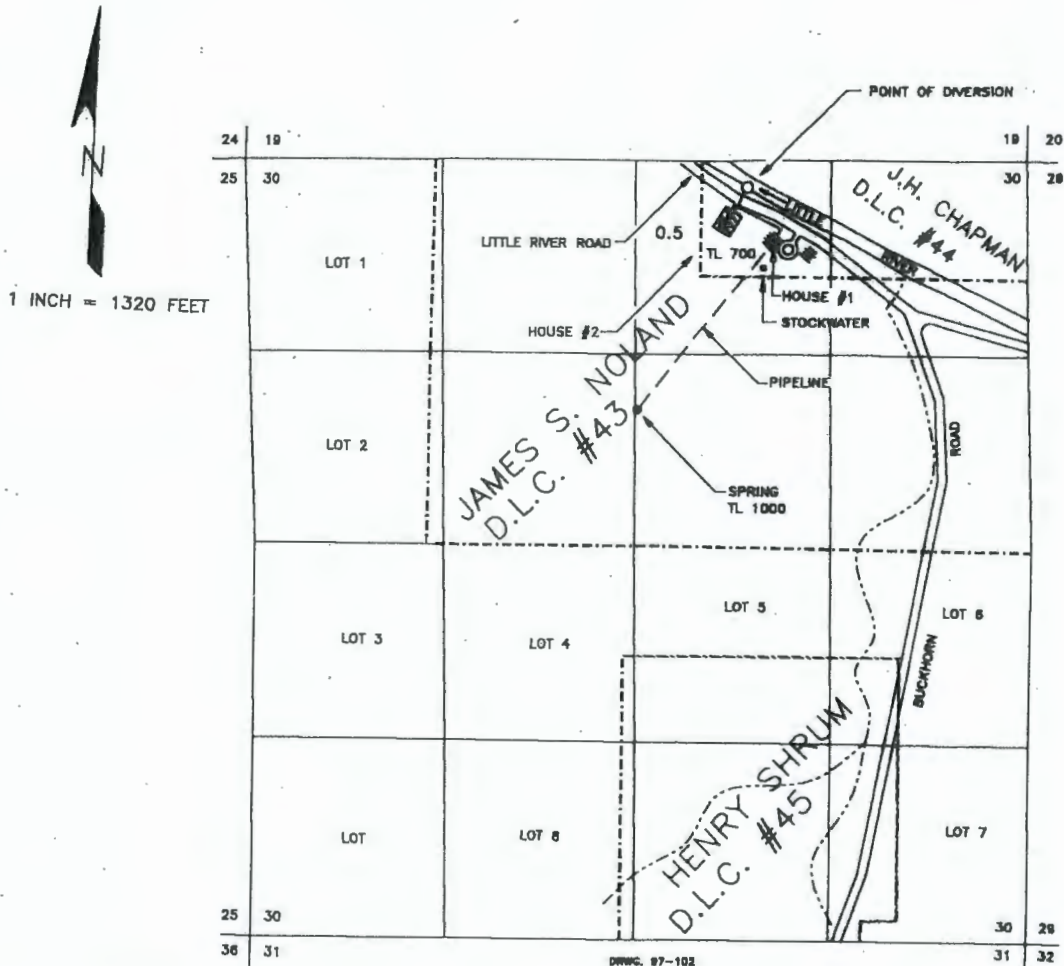 N
1 INCH = 1320 FEET
POINT OF DIVERSION
24 19
25 30
19 20
30 29
J.H. CHAPMAN
D.L.C. #44
LITTLE RIVER
LITTLE RIVER ROAD
0.5
TL 700
LOT 1
HOUSE #1
STOCKWATER
HOUSE #2
JAMES S. NOLAND
D.L.C. #43
PIPELINE
LOT 2
SPRING
TL 1000
ROAD
BUCKHORN
LOT 3
LOT 4
LOT 5
LOT 6
HENRY SHRUM
D.L.C. #45
LOT
LOT 8
LOT 7
25 30
36 31
30 29
31 32
DRWG. 97-102